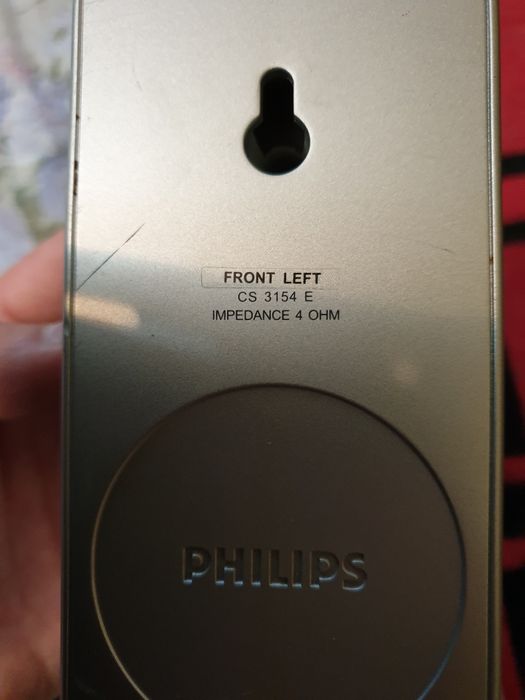 FRONT LEFT
CS 3154 E
IMPEDANCE 4 OHM
PHILIPS